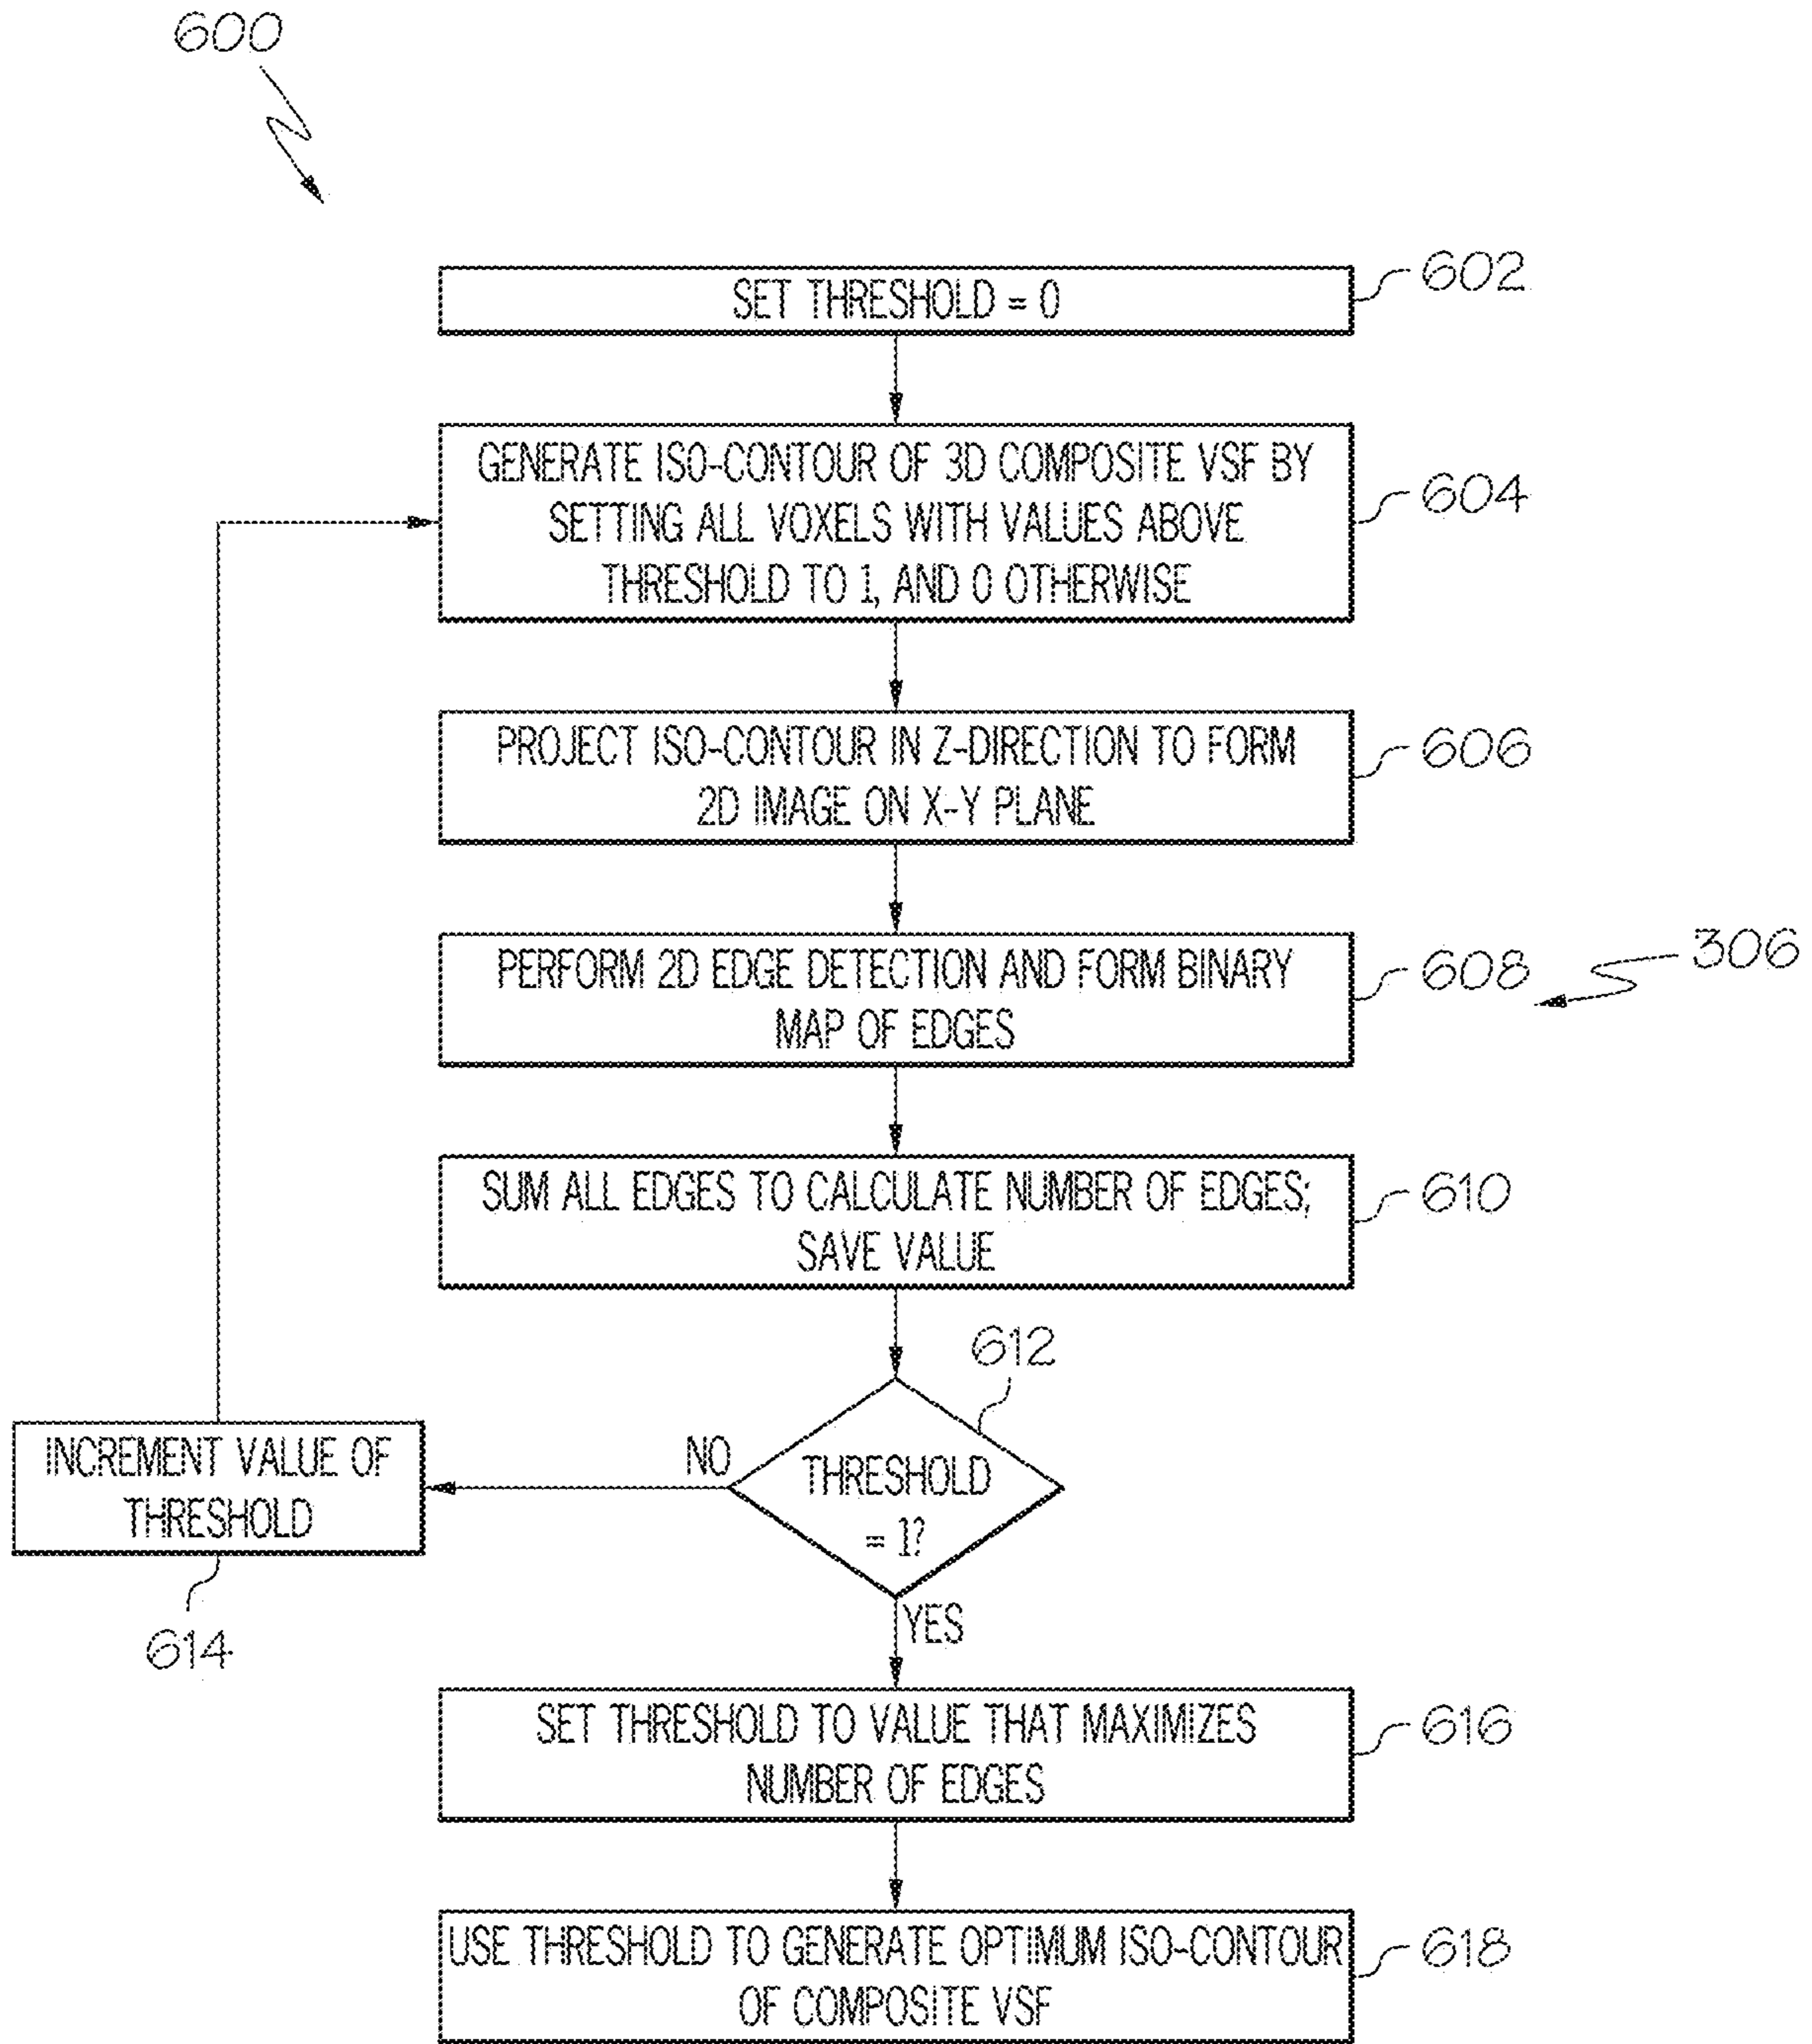 600
SET THRESHOLD = 0
602
GENERATE ISO-CONTOUR OF 3D COMPOSITE VSF BY
SETTING ALL VOXELS WITH VALUES ABOVE
THRESHOLD TO 1, AND 0 OTHERWISE
604
PROJECT ISO-CONTOUR IN Z-DIRECTION TO FORM
2D IMAGE ON X-Y PLANE
606
PERFORM 2D EDGE DETECTION AND FORM BINARY
MAP OF EDGES
608
306
SUM ALL EDGES TO CALCULATE NUMBER OF EDGES;
SAVE VALUE
610
612
THRESHOLD
= 1?
NO
INCREMENT VALUE OF
THRESHOLD
614
YES
SET THRESHOLD TO VALUE THAT MAXIMIZES
NUMBER OF EDGES
616
USE THRESHOLD TO GENERATE OPTIMUM ISO-CONTOUR
OF COMPOSITE VSF
618